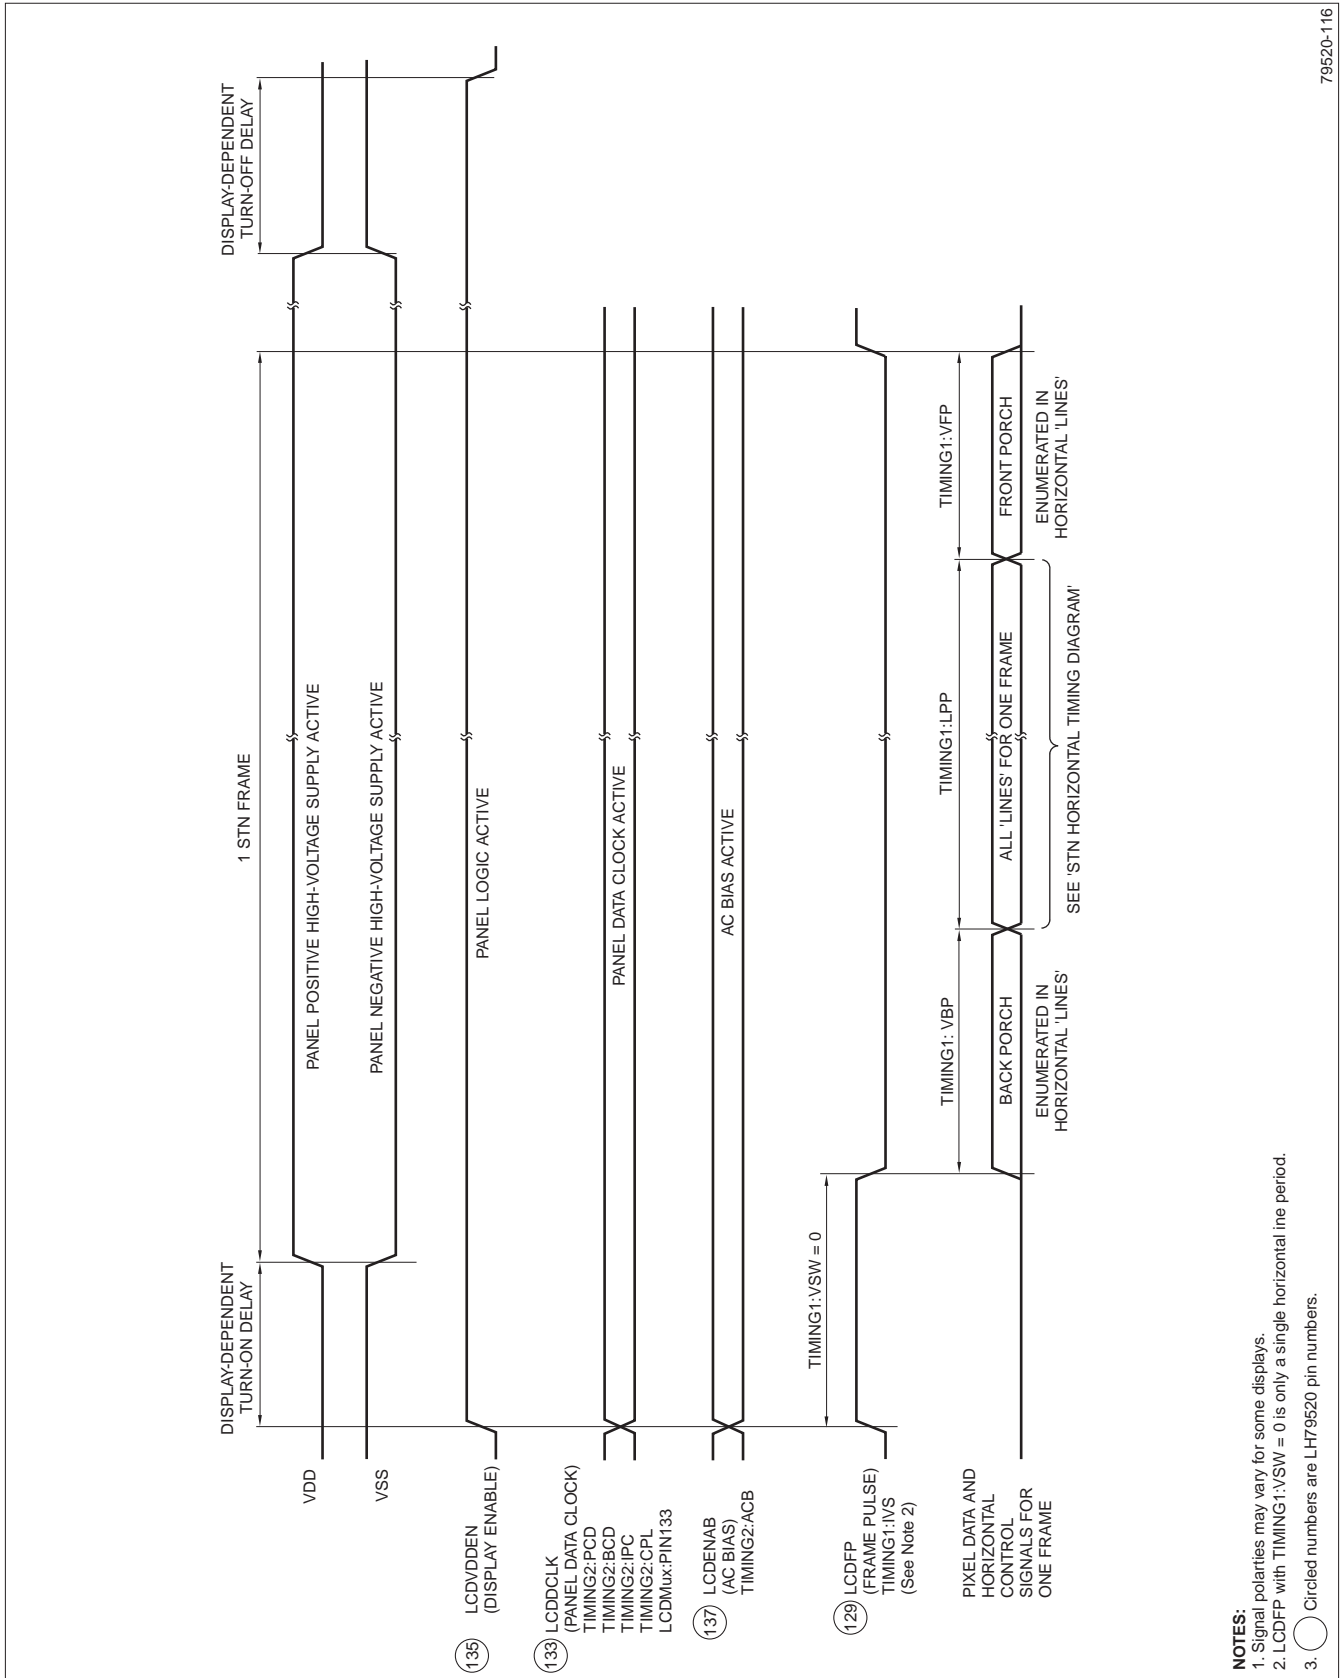 DISPLAY-DEPENDENT
TURN-ON DELAY
1 STN FRAME
DISPLAY-DEPENDENT
TURN-OFF DELAY
VDD
PANEL POSITIVE HIGH-VOLTAGE SUPPLY ACTIVE
VSS
PANEL NEGATIVE HIGH-VOLTAGE SUPPLY ACTIVE
135 LCDVDDEN
(DISPLAY ENABLE)
PANEL LOGIC ACTIVE
133 LCDDCLK
(PANEL DATA CLOCK)
TIMING2:PCD
TIMING2:BCD
TIMING2:IPC
TIMING2:CPL
LCDMux:PIN133
PANEL DATA CLOCK ACTIVE
137 LCDENAB
(AC BIAS)
TIMING2:ACB
AC BIAS ACTIVE
TIMING1:VSW = 0
129 LCDFP
(FRAME PULSE)
TIMING1:IVS
(See Note 2)
TIMING1: VBP
TIMING1:LPP
TIMING1:VFP
PIXEL DATA AND
HORIZONTAL
CONTROL
SIGNALS FOR
ONE FRAME
BACK PORCH
ALL 'LINES' FOR ONE FRAME
FRONT PORCH
ENUMERATED IN
HORIZONTAL 'LINES'
SEE 'STN HORIZONTAL TIMING DIAGRAM'
ENUMERATED IN
HORIZONTAL 'LINES'
NOTES:
1. Signal polarties may vary for some displays.
2. LCDFP with TIMING1:VSW = 0 is only a single horizontal ine period.
3. Circled numbers are LH79520 pin numbers.
79520-116